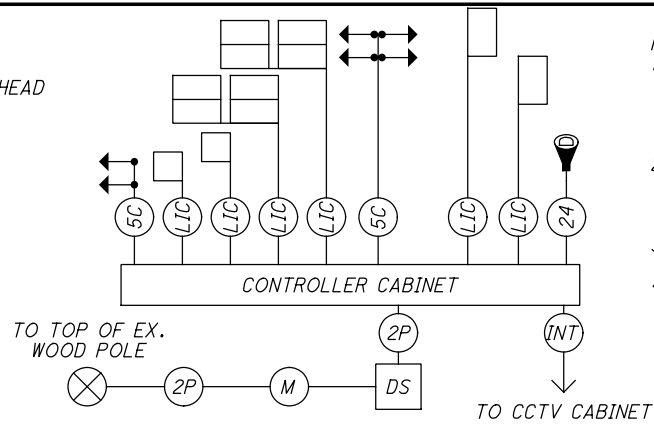 HEAD
D
5C LIC LIC LIC LIC 5C LIC LIC 24
CONTROLLER CABINET
2P INT
TO TOP OF EX.
WOOD POLE
2P M DS
TO CCTV CABINET